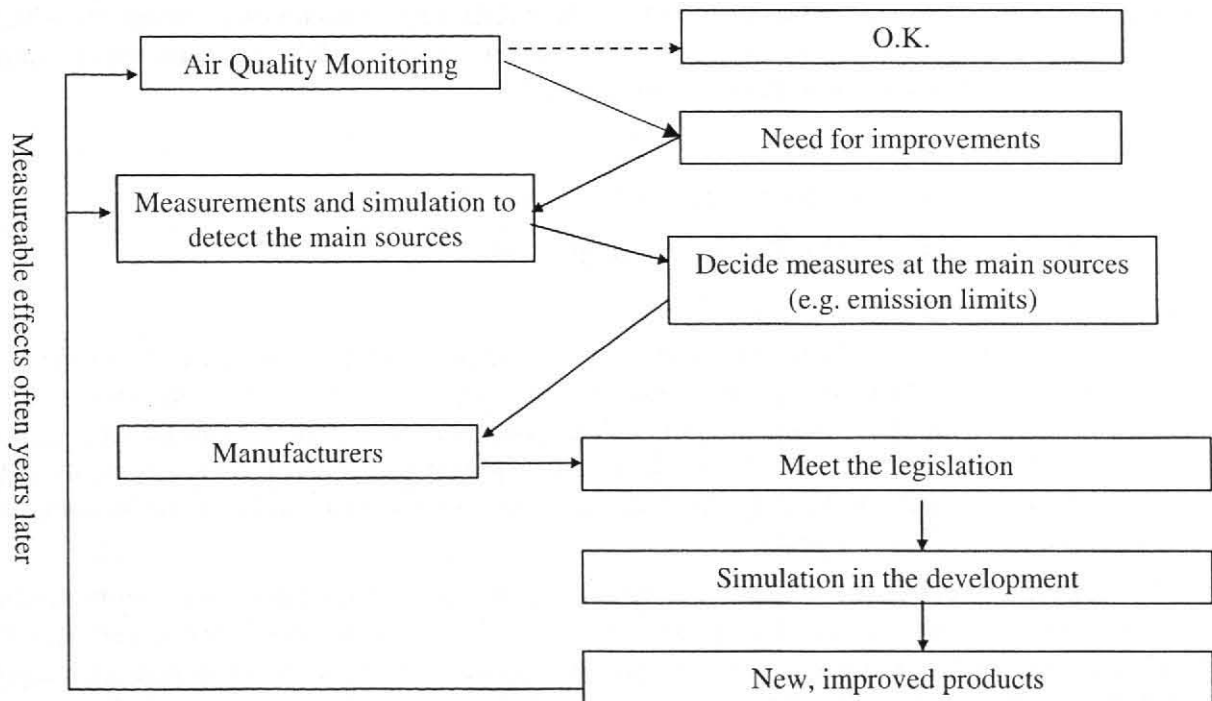 O.K.
Air Quality Monitoring
Need for improvements
Measurements and simulation to
detect the main sources
Decide measures at the main sources
(e.g. emission limits)
Manufacturers
Meet the legislation
Simulation in the development
New, improved products
Measureable effects often years later